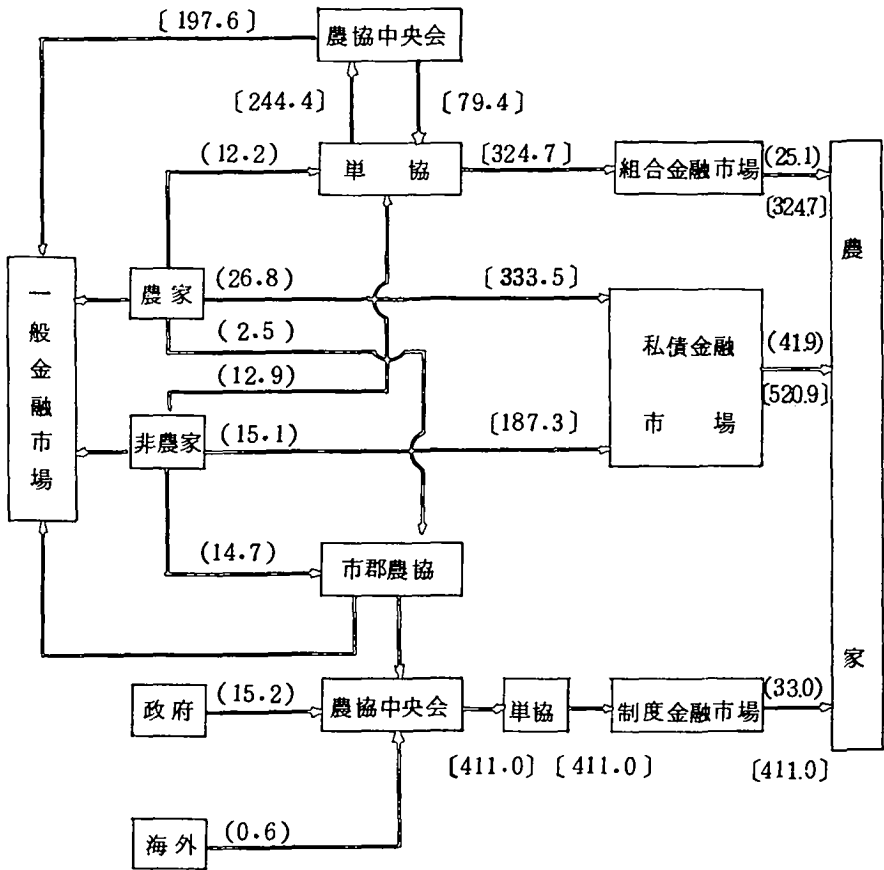 〔197.6〕
農協中央会
〔244.4〕
〔79.4〕
(12.2)
単協
〔324.7〕
組合金融市場
(25.1)
〔324.7〕
農家
一般金融市場
農家
(26.8)
〔333.5〕
(2.5)
私債金融
市場
(41.9)
〔520.9〕
(12.9)
非農家
(15.1)
〔187.3〕
(14.7)
市郡農協
政府
(15.2)
農協中央会
単協
制度金融市場
(33.0)
〔411.0〕
〔411.0〕
〔411.0〕
海外
(0.6)